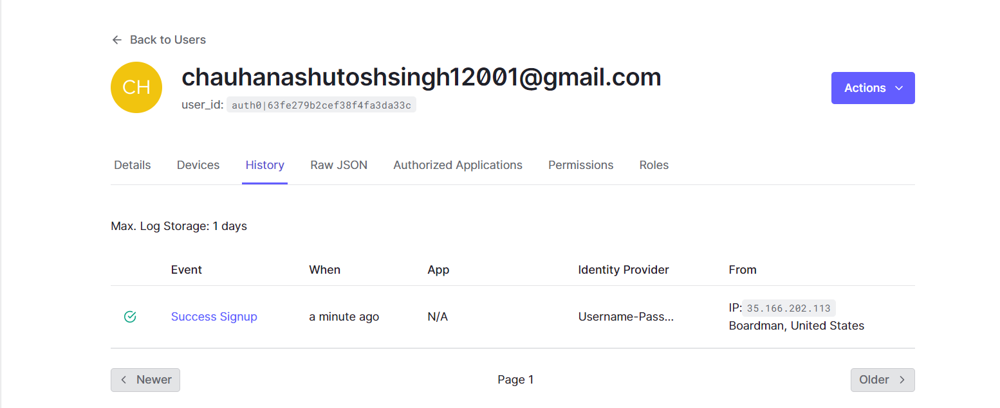 Back to Users
CH
chauhanashutoshsingh12001@gmail.com
user_id: auth0|63fe279b2cef38f4fa3da33c
Actions
Details Devices History Raw JSON Authorized Applications Permissions Roles
Max. Log Storage: 1 days
Event When App Identity Provider From
Success Signup a minute ago N/A Username-Pass... IP: 35.166.202.113
Boardman, United States
Newer Page 1 Older